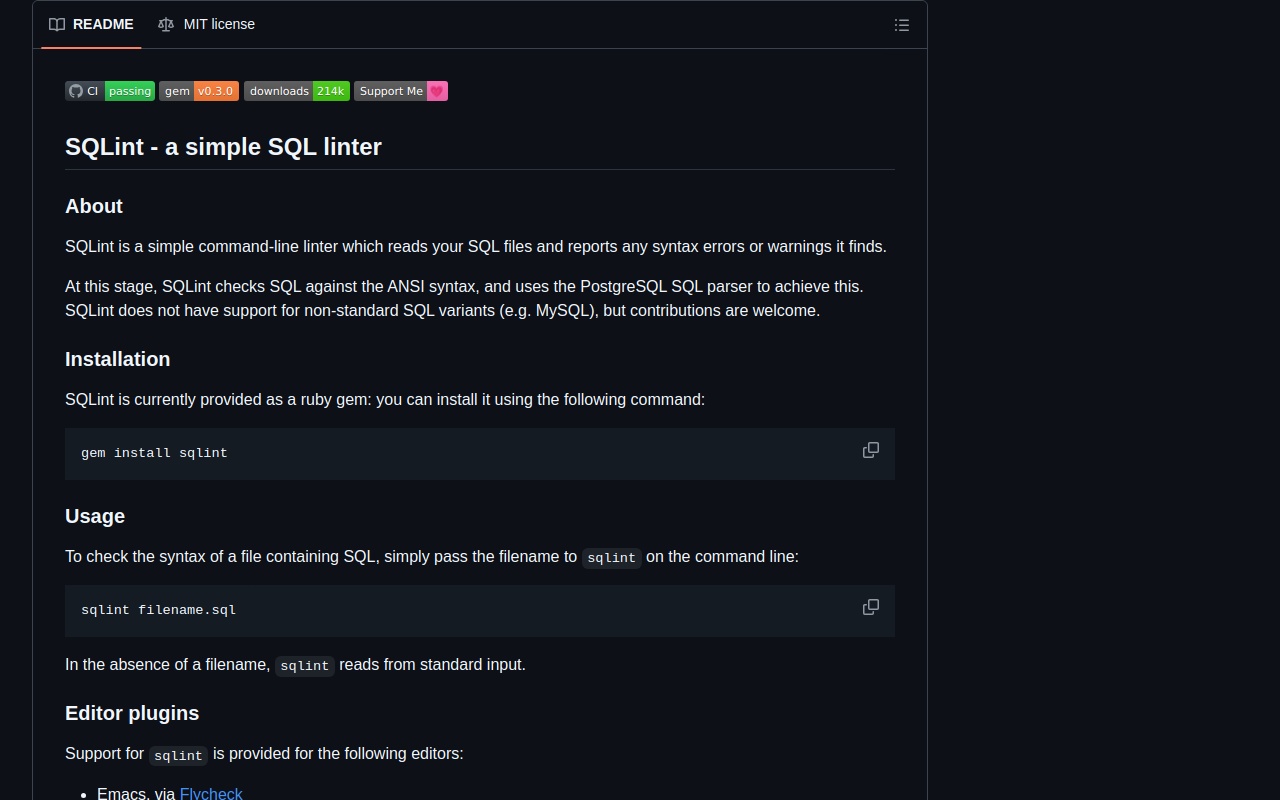 README MIT license
CI passing gem v0.3.0 downloads 214k Support Me
SQLint - a simple SQL linter
About
SQLint is a simple command-line linter which reads your SQL files and reports any syntax errors or warnings it finds.
At this stage, SQLint checks SQL against the ANSI syntax, and uses the PostgreSQL SQL parser to achieve this.
SQLint does not have support for non-standard SQL variants (e.g. MySQL), but contributions are welcome.
Installation
SQLint is currently provided as a ruby gem: you can install it using the following command:
gem install sqlint
Usage
To check the syntax of a file containing SQL, simply pass the filename to sqlint on the command line:
sqlint filename.sql
In the absence of a filename, sqlint reads from standard input.
Editor plugins
Support for sqlint is provided for the following editors:
• Emacs, via Flycheck